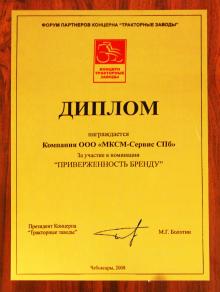 ФОРУМ ПАРТНЕРОВ КОНЦЕРНА "ТРАКТОРНЫЕ ЗАВОДЫ"
КОНЦЕРН
ТРАКТОРНЫЕ
ЗАВОДЫ
ДИПЛОМ
награждается
Компания ООО «МКСМ-Сервис СПб»
За участие в номинации
"ПРИВЕРЖЕННОСТЬ БРЕНДУ"
Президент Концерна
"Тракторные заводы"
М.Г. Болотин
Чебоксары, 2008